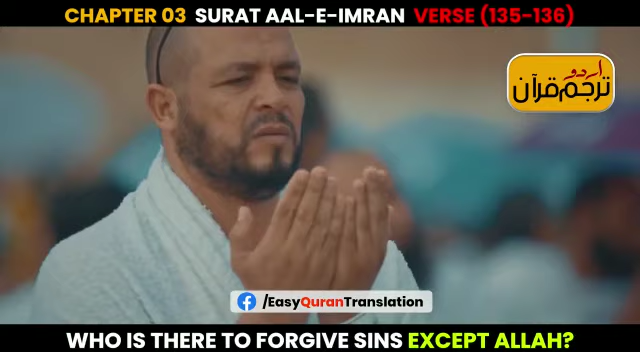 CHAPTER 03 SURAT AAL-E-IMRAN VERSE (135-136)
اردو
ترجمہ قرآن
/EasyQuranTranslation
WHO IS THERE TO FORGIVE SINS EXCEPT ALLAH?